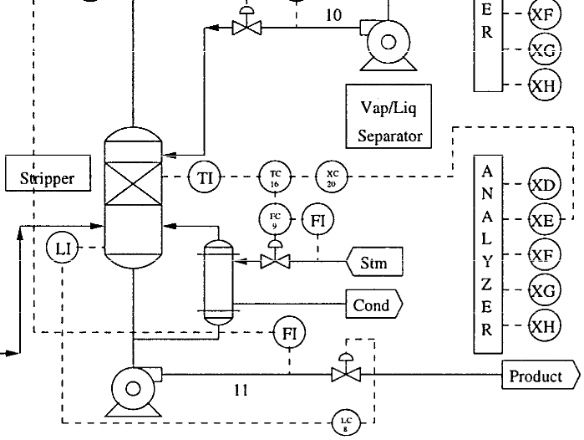 10
E
R
XF
XG
XH
Vap/Liq
Separator
Stripper
TI
TC
16
XC
20
A
N
A
L
Y
Z
E
R
XD
XE
XF
XG
XH
FC
9
FI
LI
Stm
Cond
FI
11
Product
LC
8